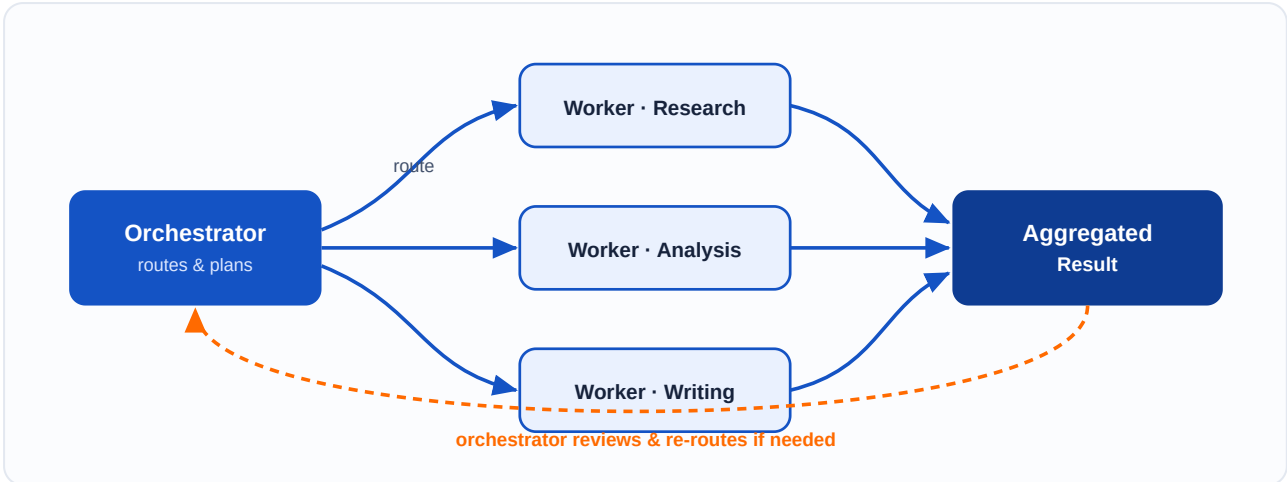 Worker · Research
route
Orchestrator
routes & plans
Worker · Analysis
Aggregated
Result
Worker · Writing
orchestrator reviews & re-routes if needed